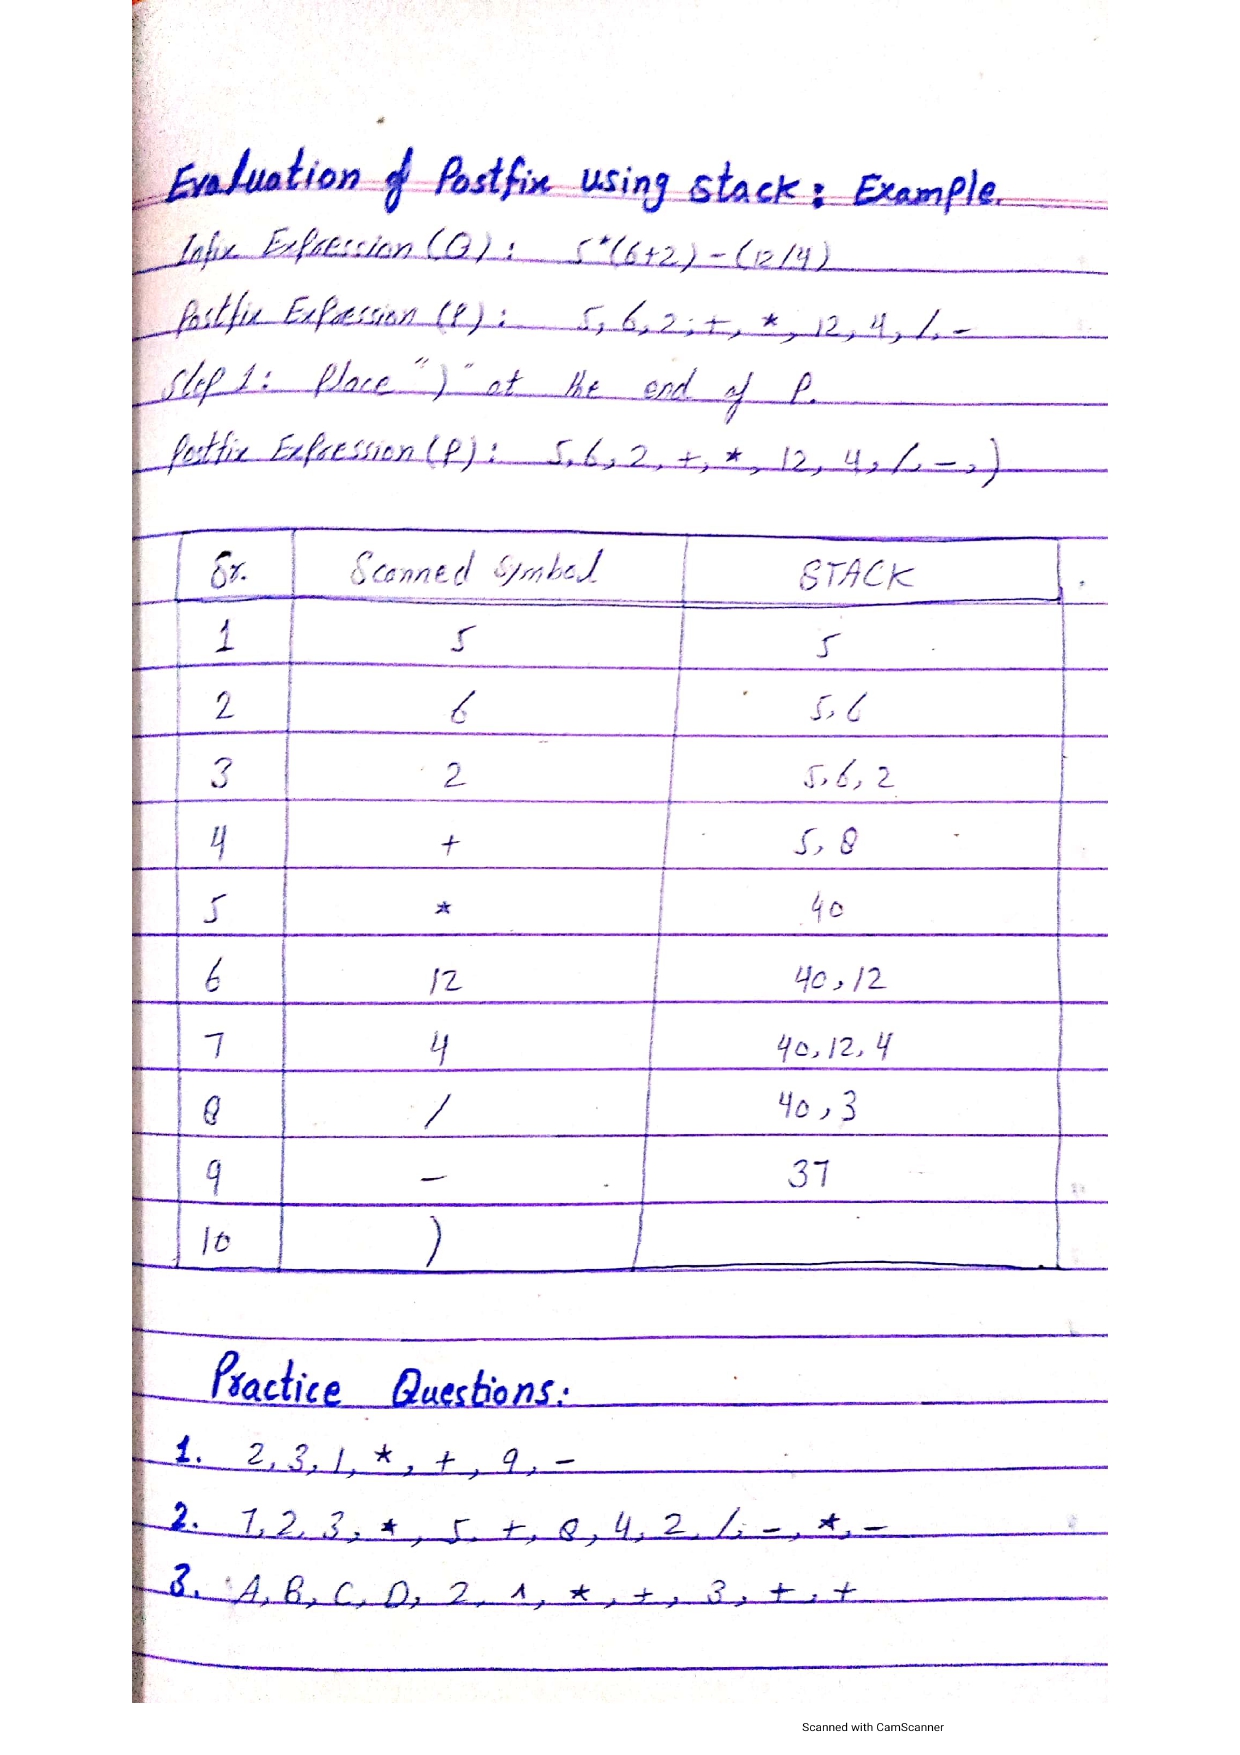 Evaluation of Postfix using stack: Example.
Infix Expression (Q): 5*(6+2)-(12/4)
Postfix Expression (P): 5, 6, 2, +, *, 12, 4, /, -
Step 1: Place ")" at the end of P.
Postfix Expression (P): 5, 6, 2, +, *, 12, 4, /, -, )
Sr. Scanned Symbol STACK
1 5 5
2 6 5, 6
3 2 5, 6, 2
4 + 5, 8
5 * 40
6 12 40, 12
7 4 40, 12, 4
8 / 40, 3
9 - 37
10 )
Practice Questions:
1. 2, 3, 1, *, +, 9, -
2. 7, 2, 3, *, 5, +, 8, 4, 2, /, -, *, -
3. A, B, C, D, 2, ^, *, +, 3, +, +
Scanned with CamScanner